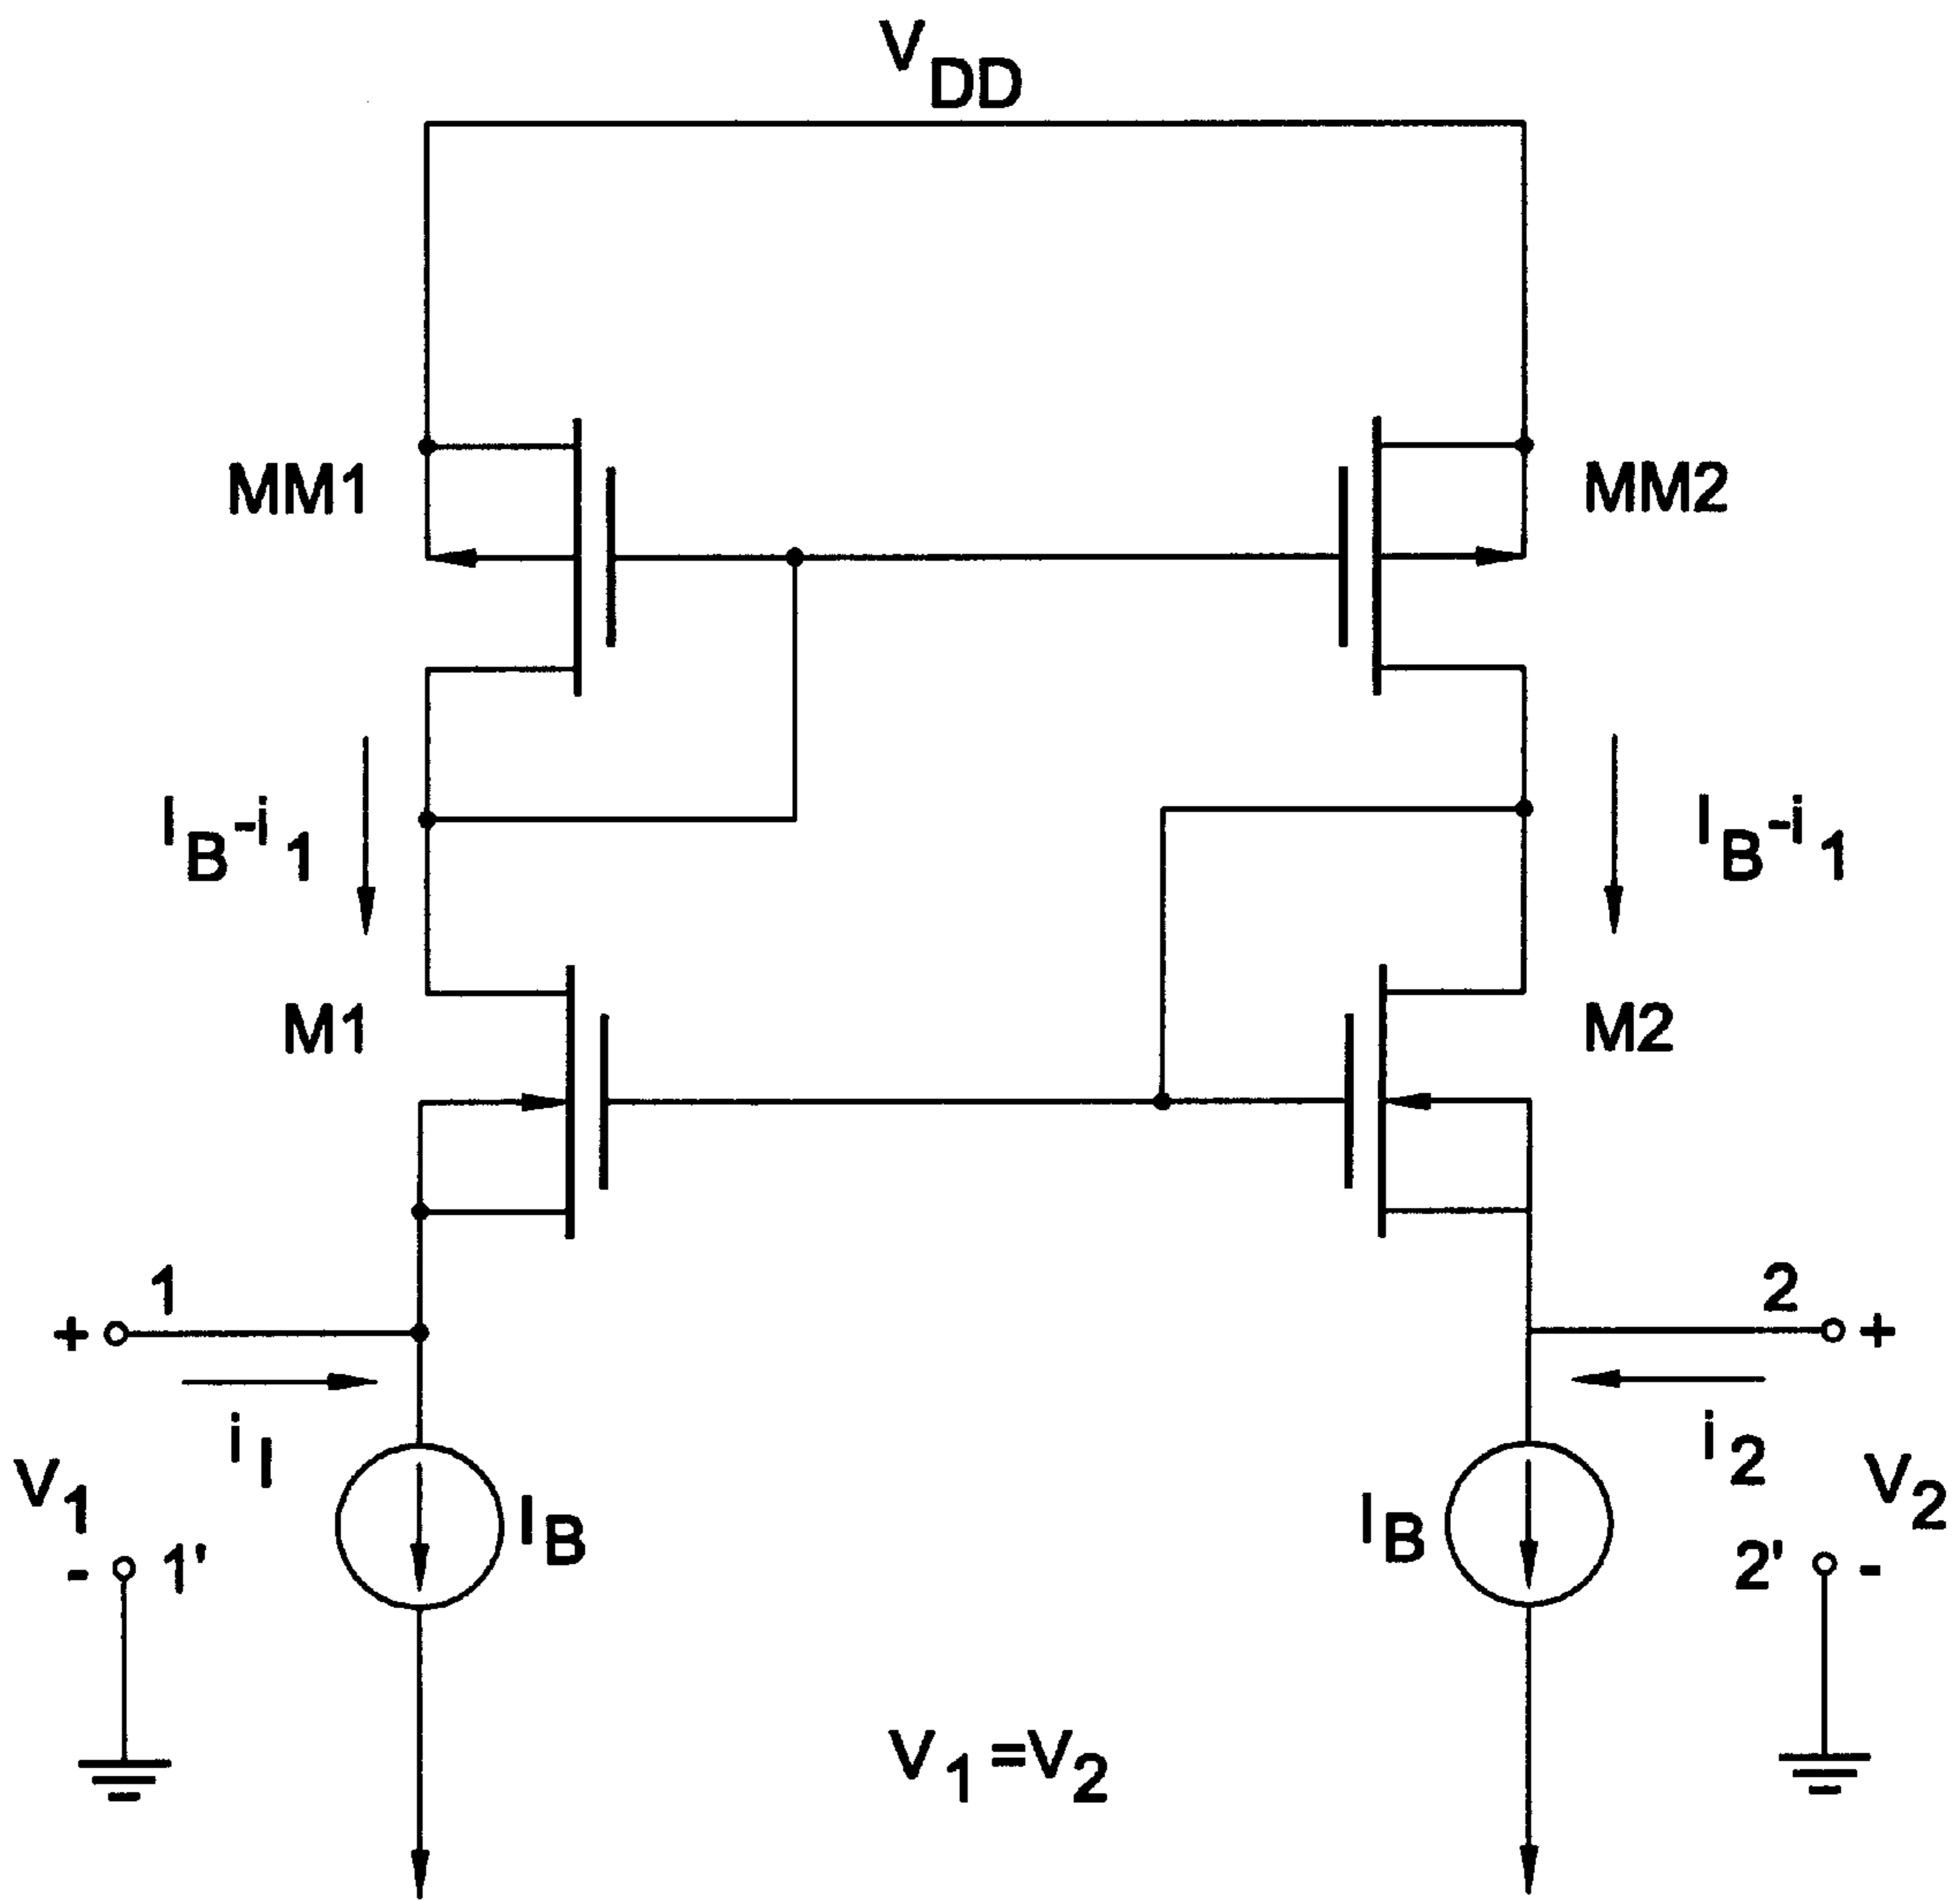 VDD
MM1
MM2
IB-i1
IB-i1
M1
M2
1
2
+
+
iI
i2
V1
IB
IB
V2
- 1'
2' -
V1=V2